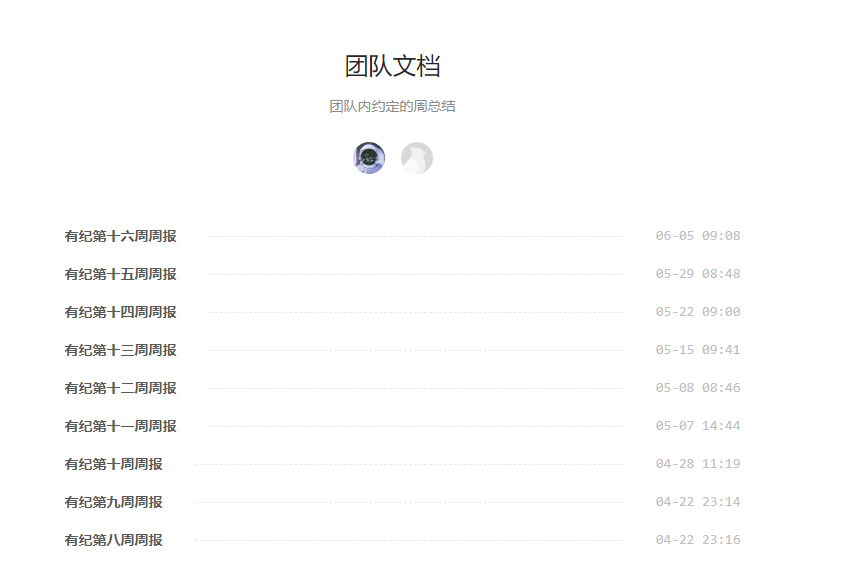 团队文档
团队内约定的周总结
有纪第十六周周报 06-05 09:08
有纪第十五周周报 05-29 08:48
有纪第十四周周报 05-22 09:00
有纪第十三周周报 05-15 09:41
有纪第十二周周报 05-08 08:46
有纪第十一周周报 05-07 14:44
有纪第十周周报 04-28 11:19
有纪第九周周报 04-22 23:14
有纪第八周周报 04-22 23:16